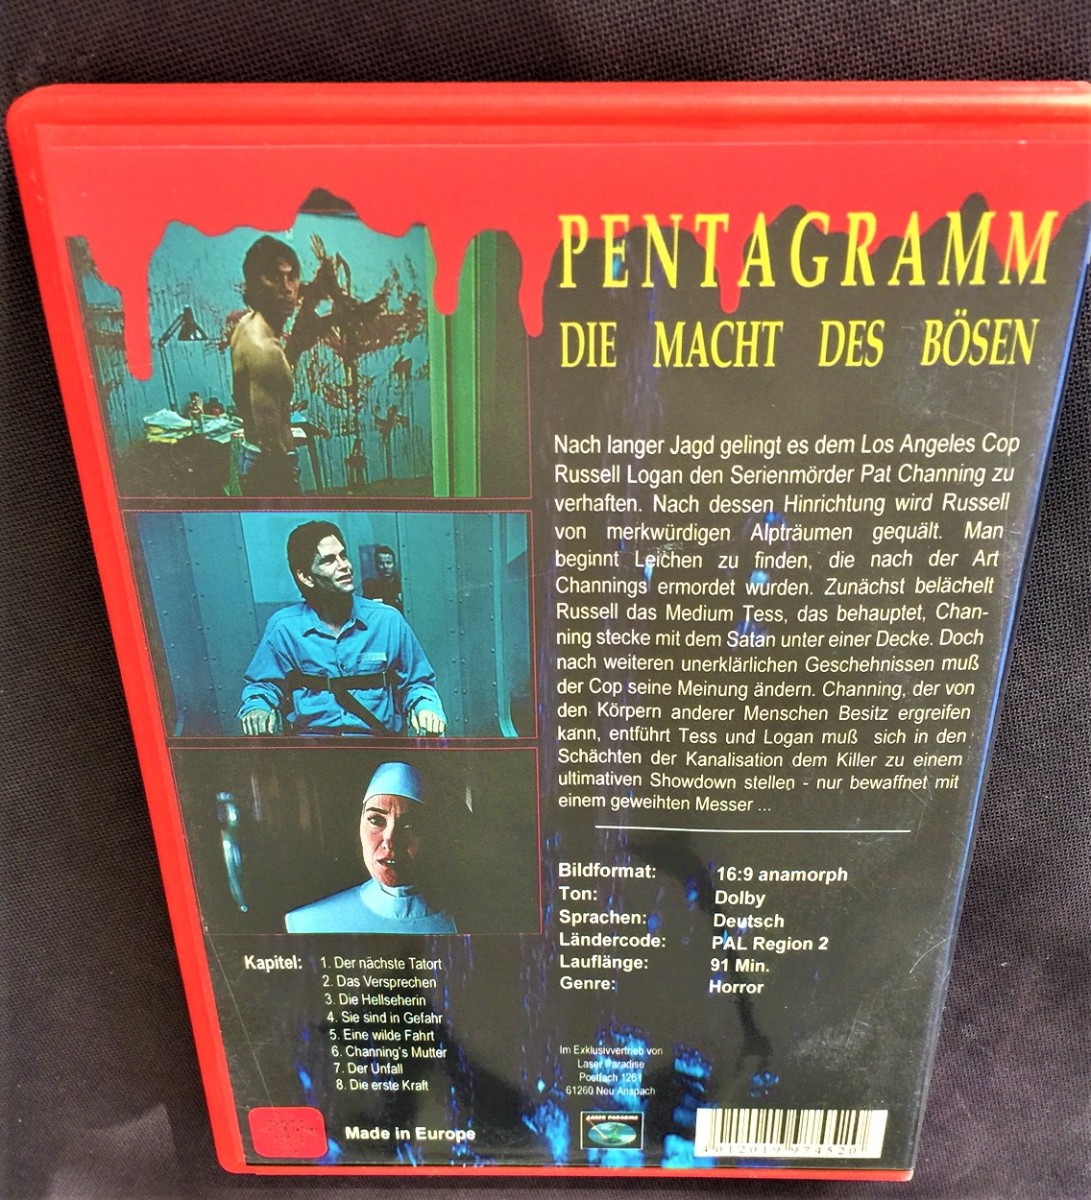 PENTAGRAMM
DIE MACHT DES BÖSEN
Nach langer Jagd gelingt es dem Los Angeles Cop
Russell Logan den Serienmörder Pat Channing zu
verhaften. Nach dessen Hinrichtung wird Russell
von merkwürdigen Alpträumen gequält. Man
beginnt Leichen zu finden, die nach der Art
Channings ermordet wurden. Zunächst belächelt
Russell das Medium Tess, das behauptet, Chan-
ning stecke mit dem Satan unter einer Decke. Doch
nach weiteren unerklärlichen Geschehnissen muß
der Cop seine Meinung ändern. Channing, der von
den Körpern anderer Menschen Besitz ergreifen
kann, entführt Tess und Logan muß sich in den
Schächten der Kanalisation dem Killer zu einem
ultimativen Showdown stellen - nur bewaffnet mit
einem geweihten Messer ...
Bildformat: 16:9 anamorph
Ton: Dolby
Sprachen: Deutsch
Ländercode: PAL Region 2
Lauflänge: 91 Min.
Genre: Horror
Kapitel: 1. Der nächste Tatort
2. Das Versprechen
3. Die Hellseherin
4. Sie sind in Gefahr
5. Eine wilde Fahrt
6. Channing's Mutter
7. Der Unfall
8. Die erste Kraft
Im Exklusivvertrieb von
Laser Paradise
Postfach 1261
61260 Neu Anspach
Made in Europe
LASER PARADISE
4 012019 974520